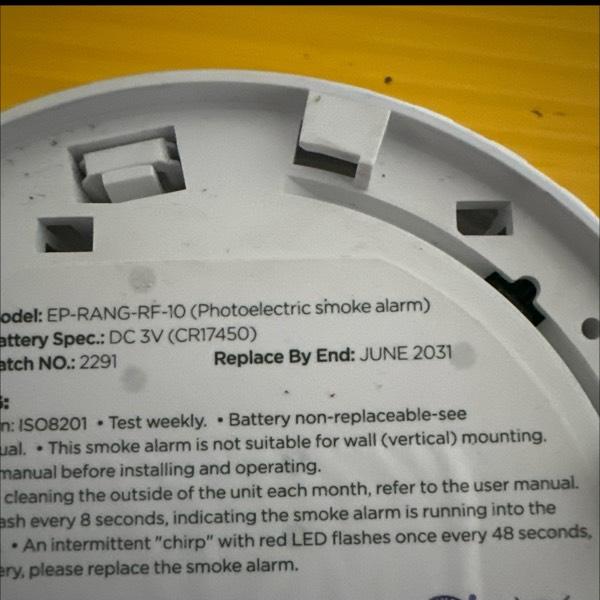 odel: EP-RANG-RF-10 (Photoelectric smoke alarm)
attery Spec.: DC 3V (CR17450)
atch NO.: 2291 Replace By End: JUNE 2031
s:
n: ISO8201 • Test weekly. • Battery non-replaceable-see
ual. • This smoke alarm is not suitable for wall (vertical) mounting.
manual before installing and operating.
cleaning the outside of the unit each month, refer to the user manual.
ash every 8 seconds, indicating the smoke alarm is running into the
• An intermittent "chirp" with red LED flashes once every 48 seconds,
ery, please replace the smoke alarm.